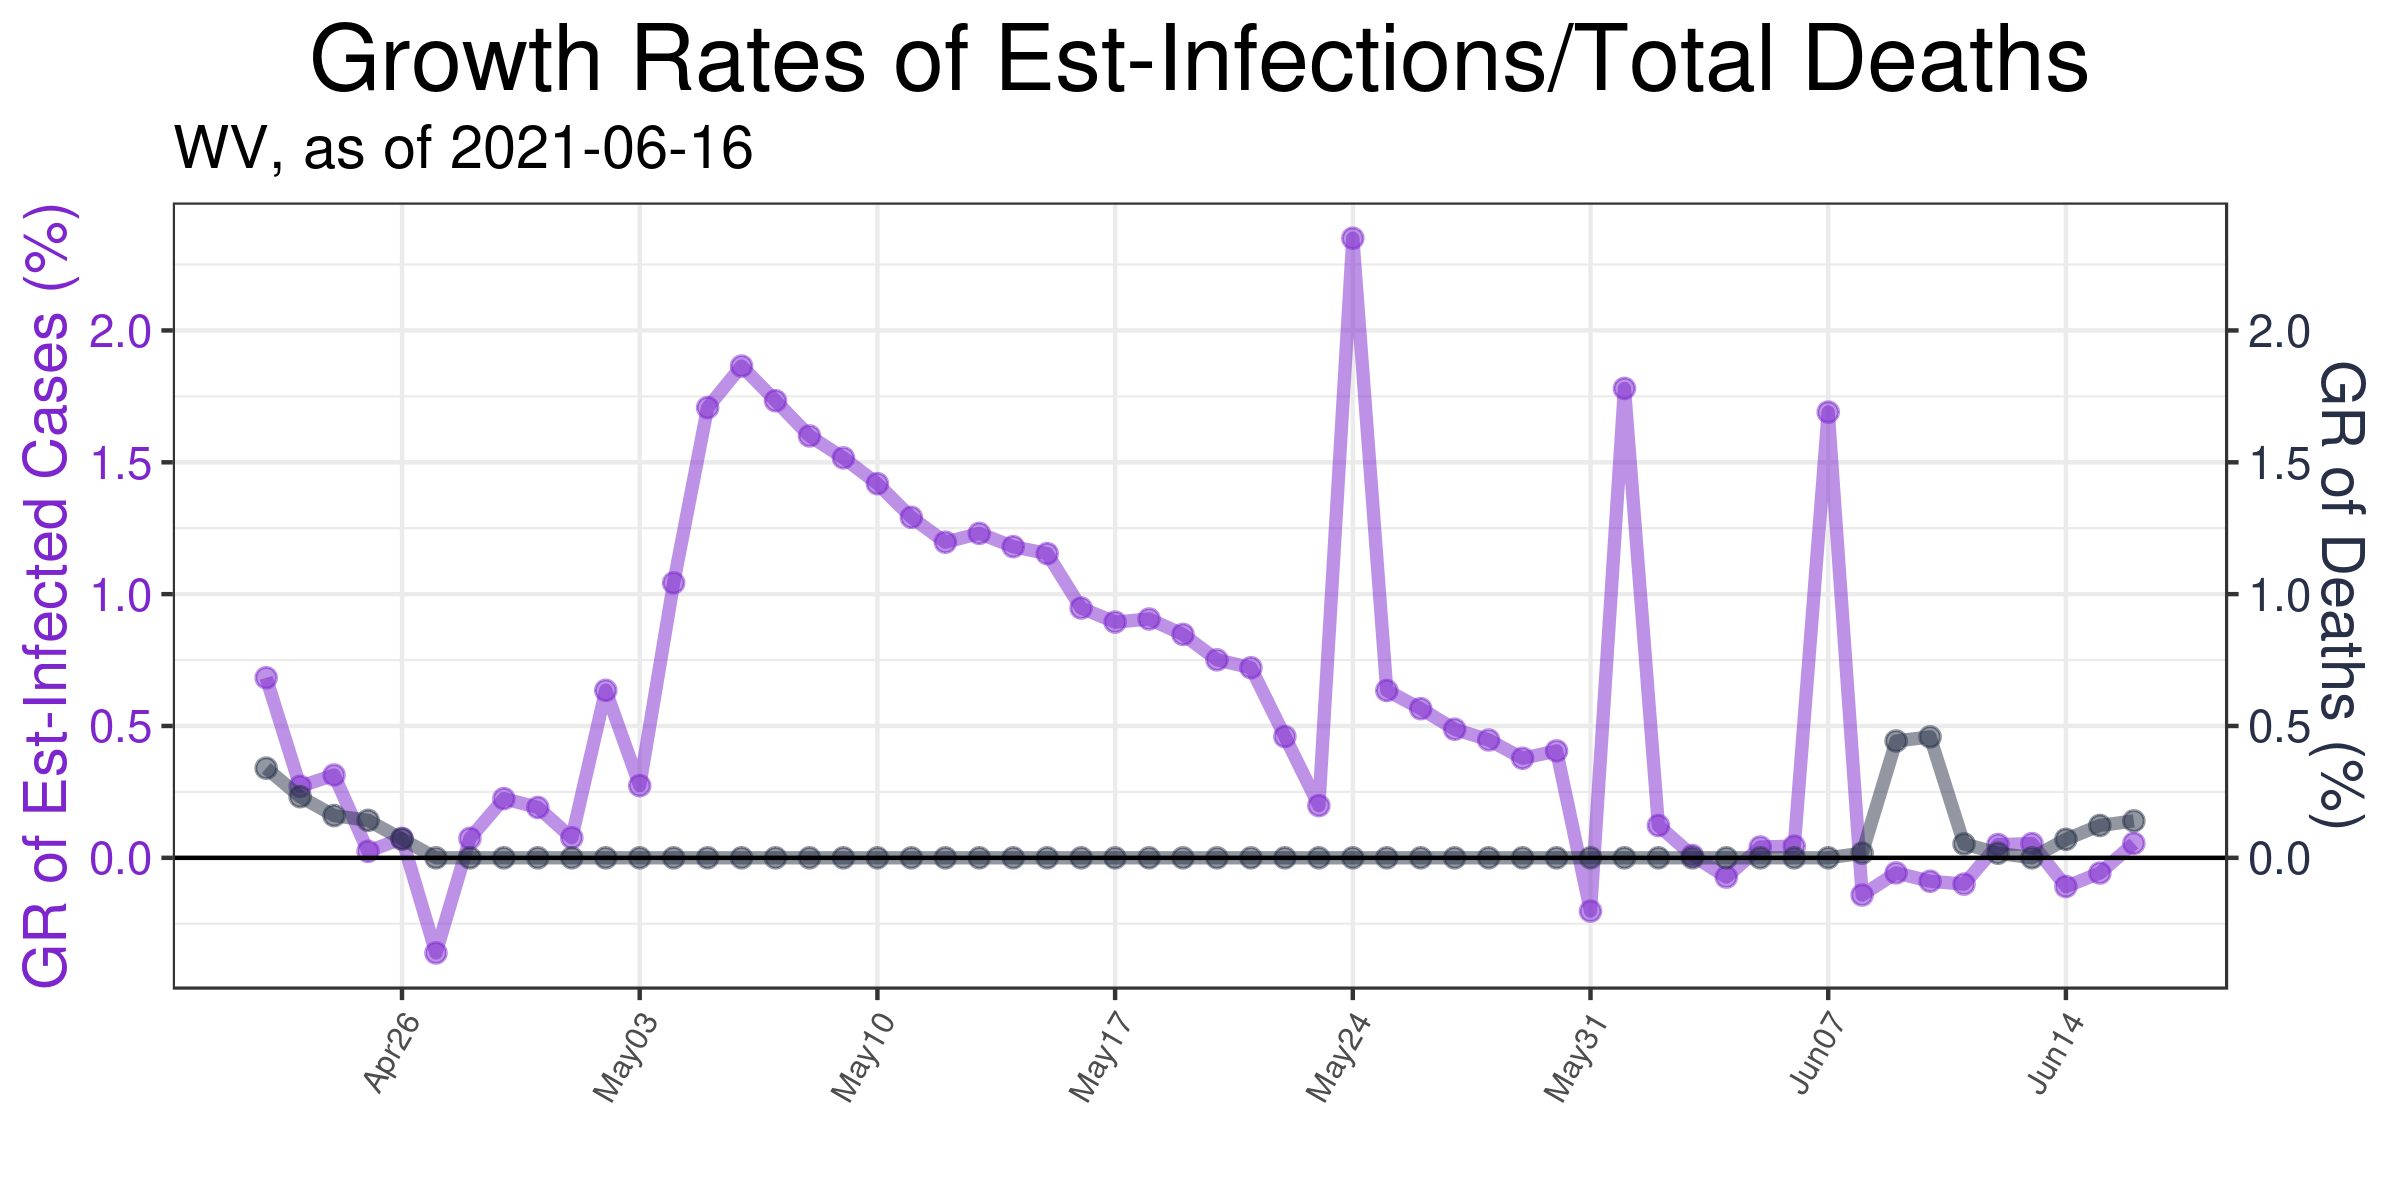 Growth Rates of Est-Infections/Total Deaths
WV, as of 2021-06-16
GR of Est-Infected Cases (%)
2.0
1.5
1.0
0.5
0.0
2.0
1.5
1.0
0.5
0.0
GR of Deaths (%)
Apr26
May03
May10
May17
May24
May31
Jun07
Jun14